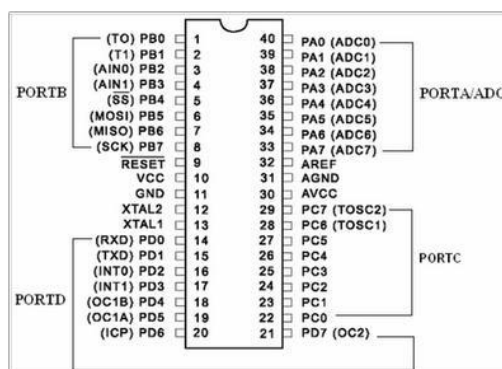 (TO) PB0 1 40 PA0 (ADC0)
(T1) PB1 2 39 PA1 (ADC1)
(AIN0) PB2 3 38 PA2 (ADC2)
PORTB (AIN1) PB3 4 37 PA3 (ADC3) PORTA/ADC
(SS) PB4 5 36 PA4 (ADC4)
(MOSI) PB5 6 35 PA5 (ADC5)
(MISO) PB6 7 34 PA6 (ADC6)
(SCK) PB7 8 33 PA7 (ADC7)
RESET 9 32 AREF
VCC 10 31 AGND
GND 11 30 AVCC
XTAL2 12 29 PC7 (TOSC2)
XTAL1 13 28 PC6 (TOSC1)
(RXD) PD0 14 27 PC5
(TXD) PD1 15 26 PC4 PORTC
(INT0) PD2 16 25 PC3
PORTD (INT1) PD3 17 24 PC2
(OC1B) PD4 18 23 PC1
(OC1A) PD5 19 22 PC0
(ICP) PD6 20 21 PD7 (OC2)